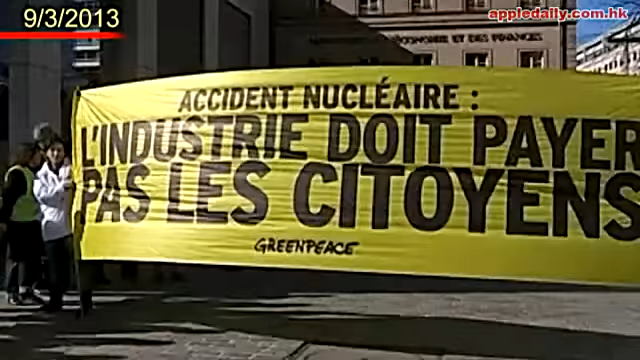 9/3/2013
appledaily.com.hk
ÉCONOMIE ET DES FINANCES
ACCIDENT NUCLÉAIRE :
L'INDUSTRIE DOIT PAYER
PAS LES CITOYENS
GREENPEACE